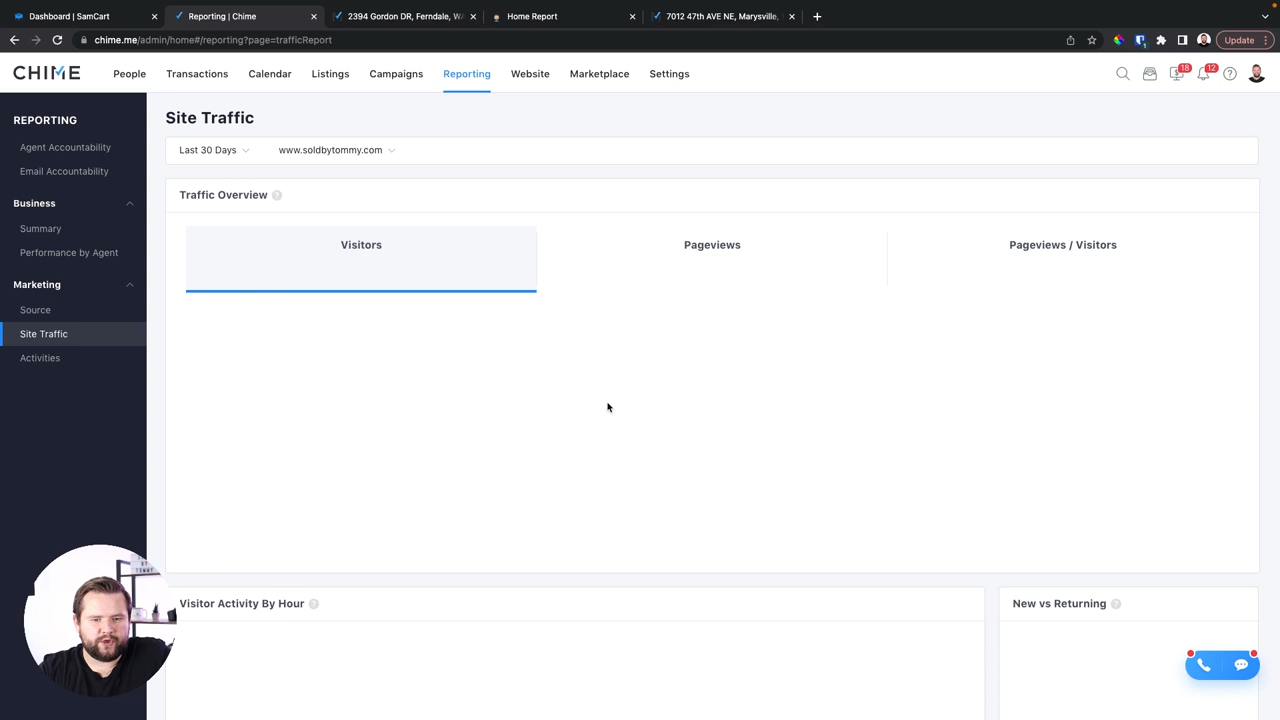 Dashboard | SamCart
Reporting | Chime
2394 Gordon DR, Ferndale, WA
Home Report
7012 47th AVE NE, Marysville,
chime.me/admin/home#/reporting?page=trafficReport
Update
CHIME
People
Transactions
Calendar
Listings
Campaigns
Reporting
Website
Marketplace
Settings
18
12
REPORTING
Agent Accountability
Email Accountability
Business
Summary
Performance by Agent
Marketing
Source
Site Traffic
Activities
Site Traffic
Last 30 Days
www.soldbytommy.com
Traffic Overview
Visitors
Pageviews
Pageviews / Visitors
Visitor Activity By Hour
New vs Returning